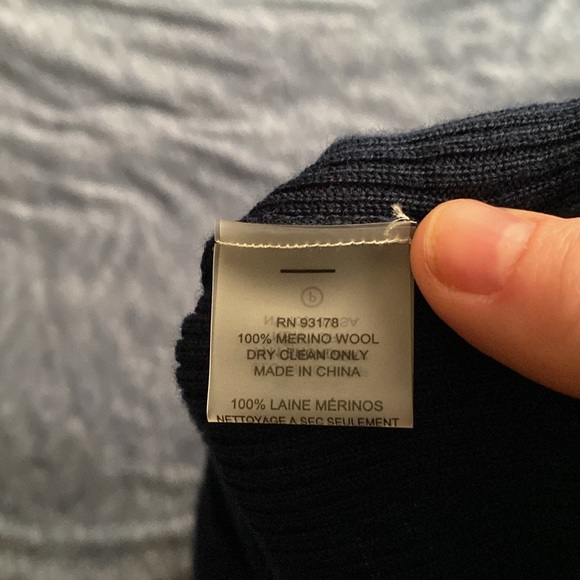 RN 93178
100% MERINO WOOL
DRY CLEAN ONLY
MADE IN CHINA
100% LAINE MÉRINOS
NETTOYAGE A SEC SEULEMENT